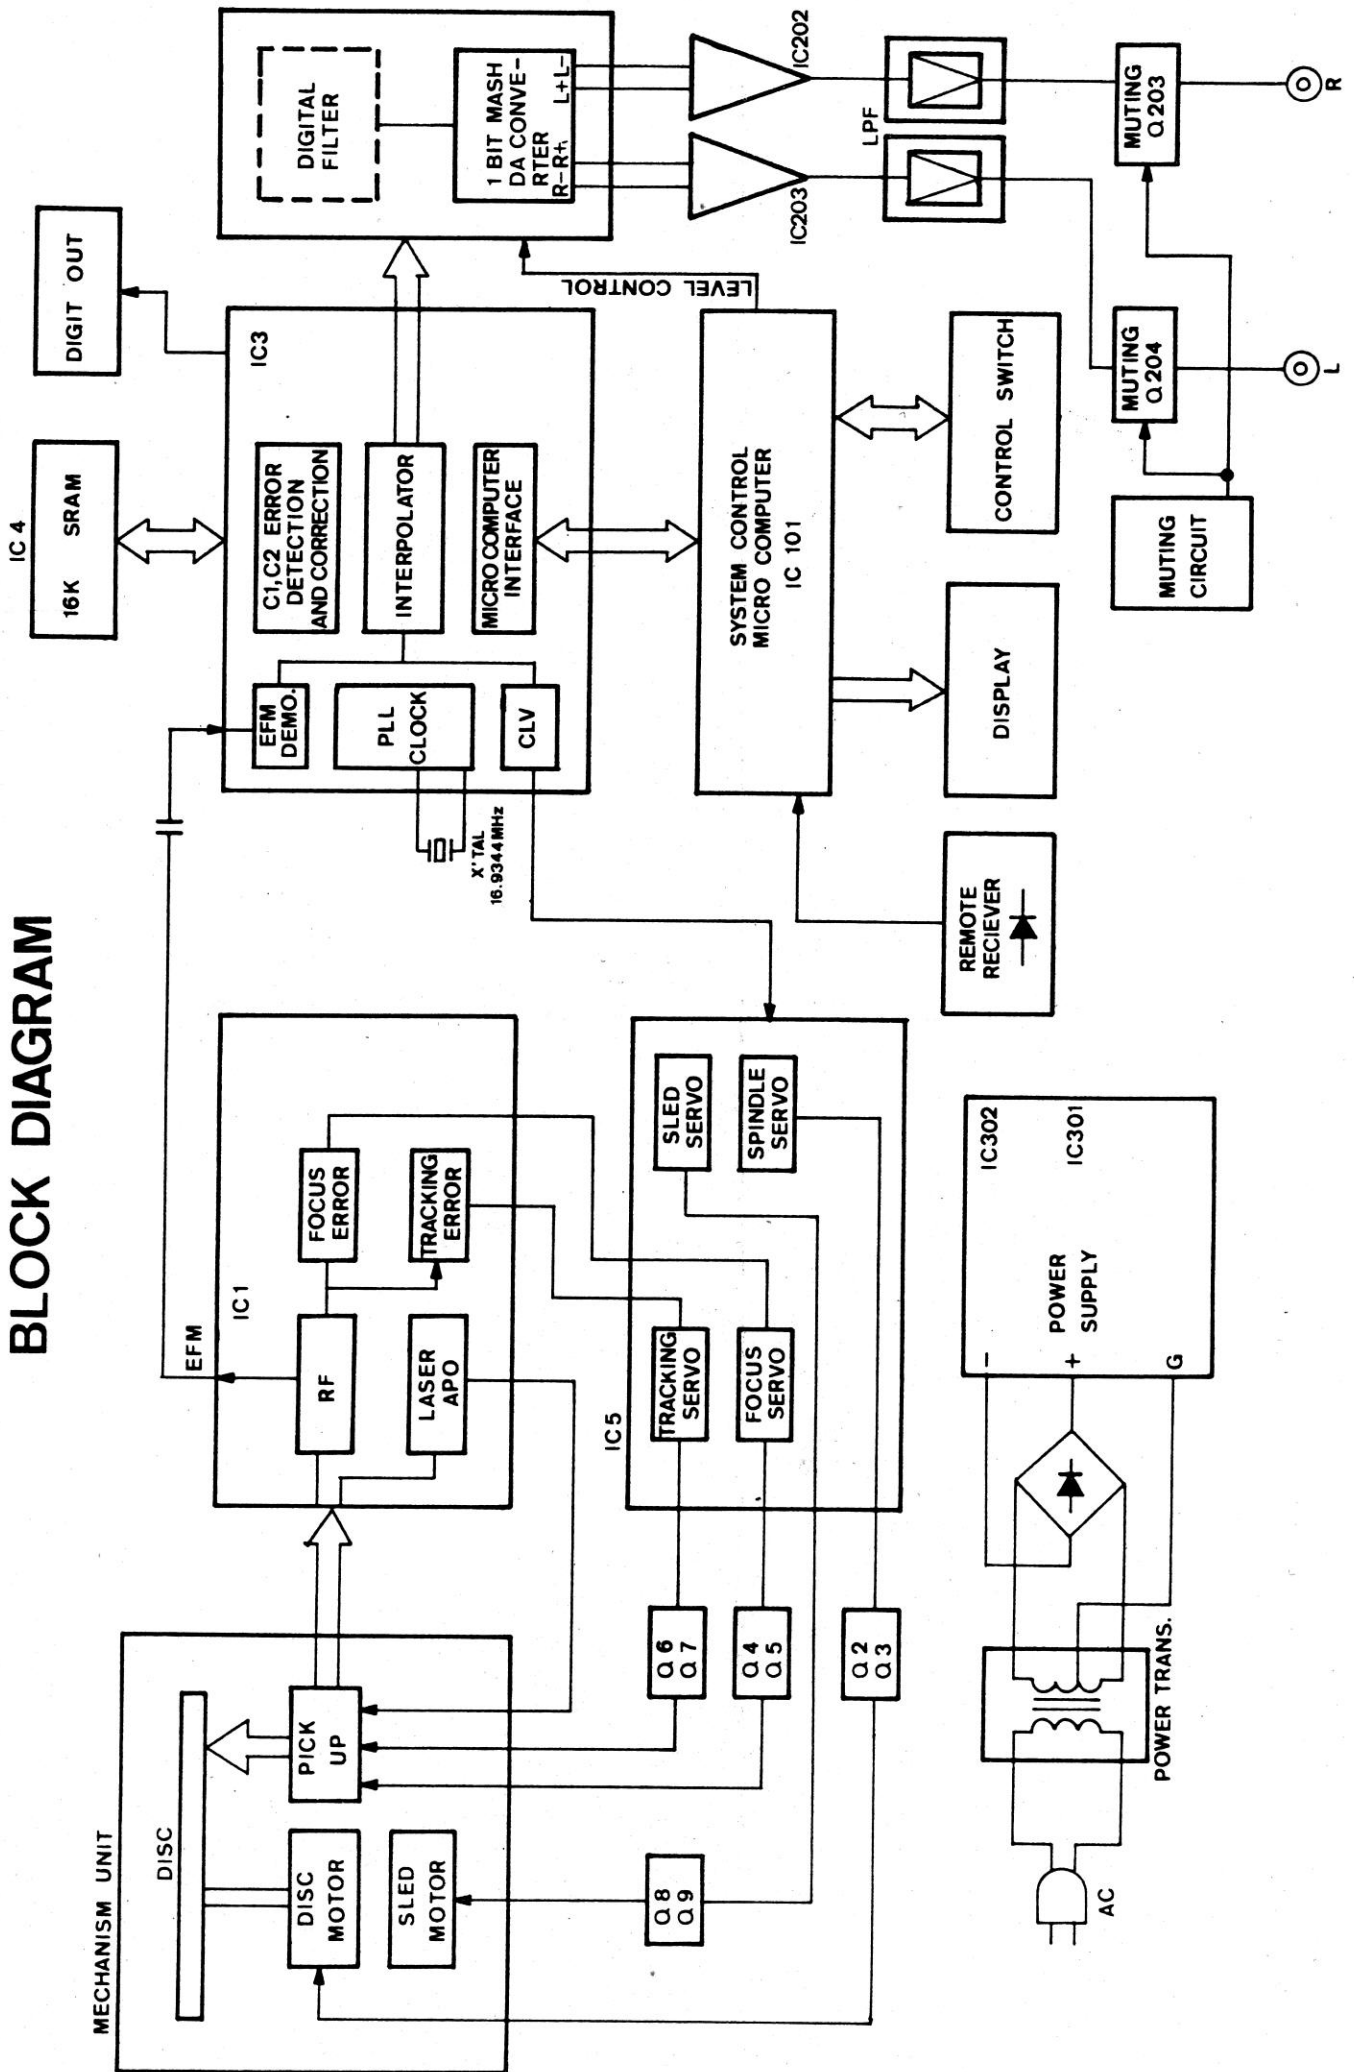 BLOCK DIAGRAM
MECHANISM UNIT
DISC
DISC
MOTOR
PICK
UP
SLED
MOTOR
EFM
IC1
RF
FOCUS
ERROR
LASER
APO
TRACKING
ERROR
IC 4
16K SRAM
DIGIT OUT
IC3
EFM
DEMO.
C1,C2 ERROR
DETECTION
AND CORRECTION
PLL
CLOCK
INTERPOLATOR
CLV
MICRO COMPUTER
INTERFACE
X'TAL
16.9344MHz
DIGITAL
FILTER
1 BIT MASH
DA CONVE-
RTER
R-R+
L+L-
LEVEL CONTROL
Q 8
Q 9
Q 6
Q 7
Q 4
Q 5
Q 2
Q 3
IC5
TRACKING
SERVO
SLED
SERVO
FOCUS
SERVO
SPINDLE
SERVO
SYSTEM CONTROL
MICRO COMPUTER
IC 101
IC203
IC202
LPF
REMOTE
RECIEVER
DISPLAY
CONTROL SWITCH
AC
POWER TRANS.
-
+
G
POWER
SUPPLY
IC302
IC301
MUTING
CIRCUIT
MUTING
Q 204
MUTING
Q 203
L
R